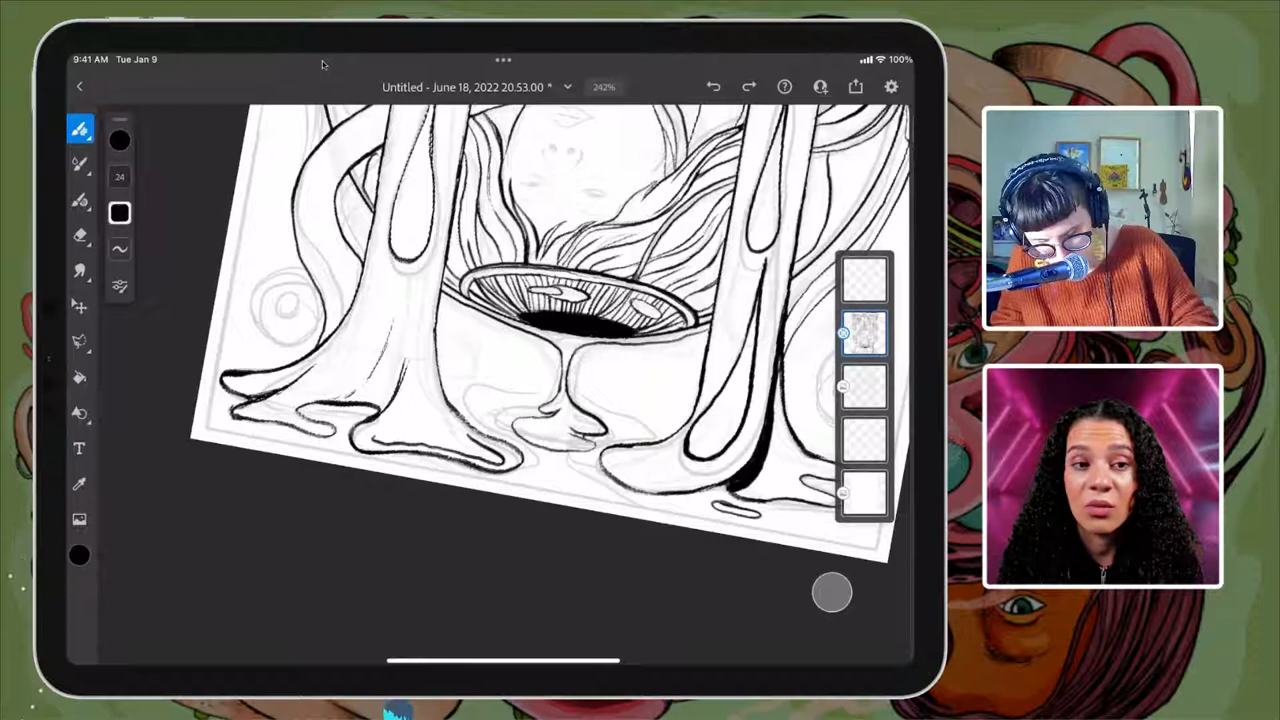 9:41 AM Tue Jan 9
100%
Untitled - June 18, 2022 20.53.00 *
242%
24
T